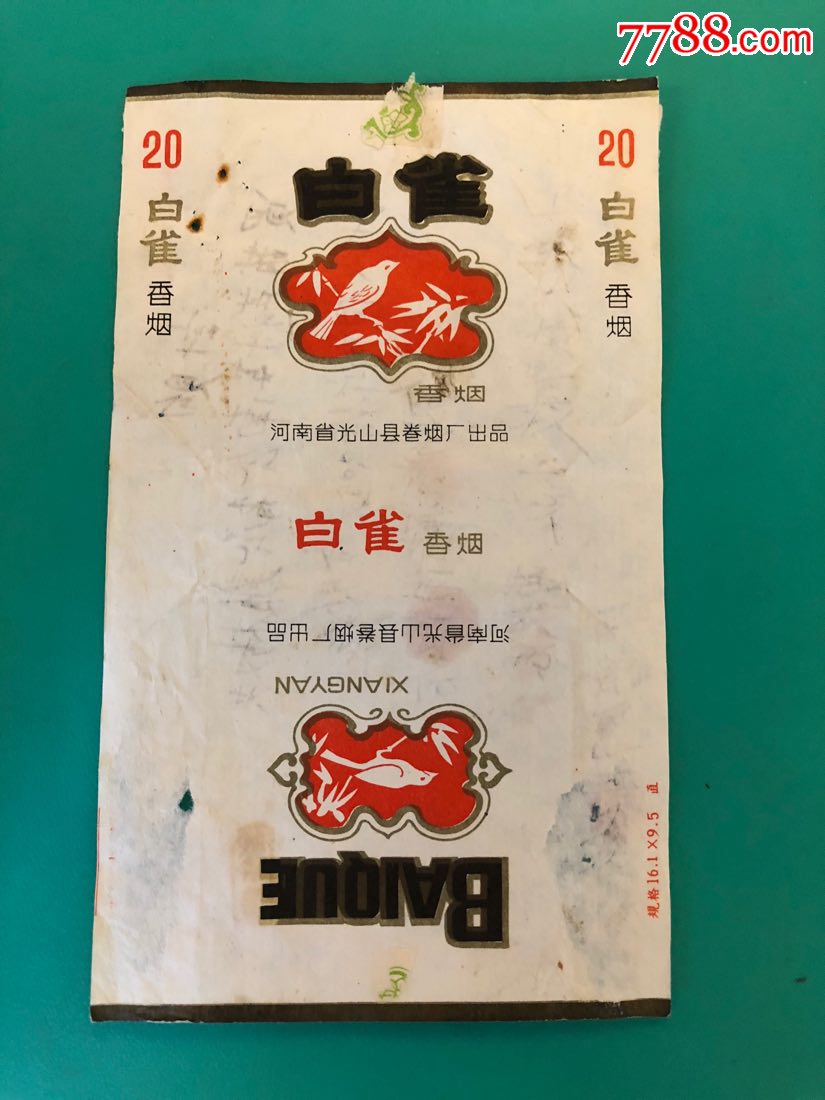 7788.com
20
白雀
香烟
20
白雀
香烟
白雀
香烟
河南省光山县卷烟厂出品
白雀 香烟
河南省光山县卷烟厂出品
XIANGYAN
BAIQUE
规格16.1×9.5 直